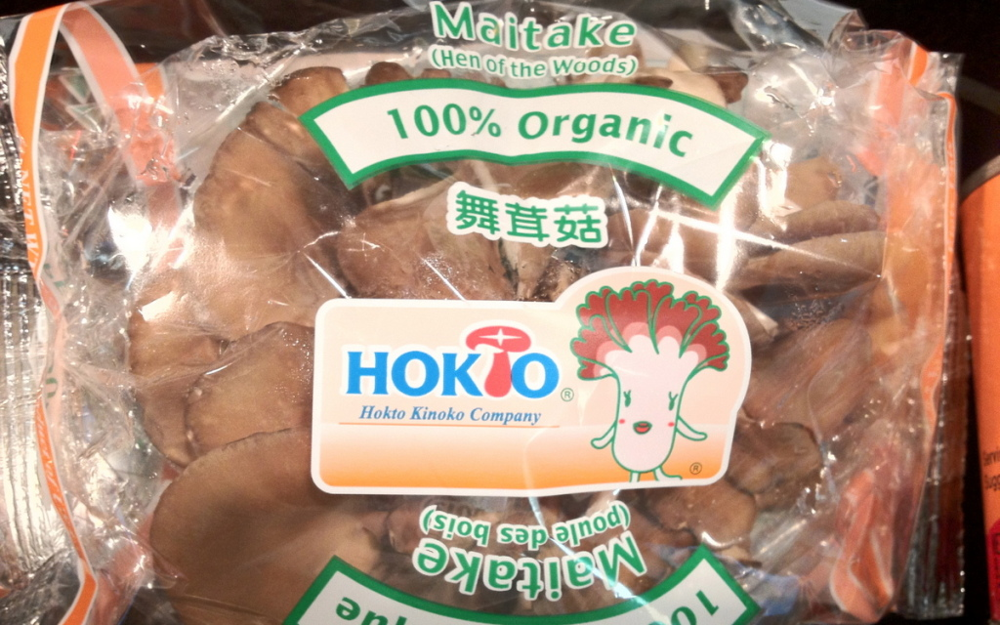 Maitake
(Hen of the Woods)
100% Organic
舞茸菇
HOKTO®
Hokto Kinoko Company
®
Maitake
(poule des bois)